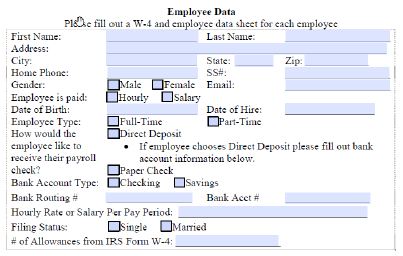 Employee Data
Please fill out a W-4 and employee data sheet for each employee
First Name: Last Name:
Address:
City: State: Zip:
Home Phone: SS#:
Gender: Male Female Email:
Employee is paid: Hourly Salary
Date of Birth: Date of Hire:
Employee Type: Full-Time Part-Time
How would the Direct Deposit
employee like to • If employee chooses Direct Deposit please fill out bank
receive their payroll account information below.
check? Paper Check
Bank Account Type: Checking Savings
Bank Routing # Bank Acct #
Hourly Rate or Salary Per Pay Period:
Filing Status: Single Married
# of Allowances from IRS Form W-4: